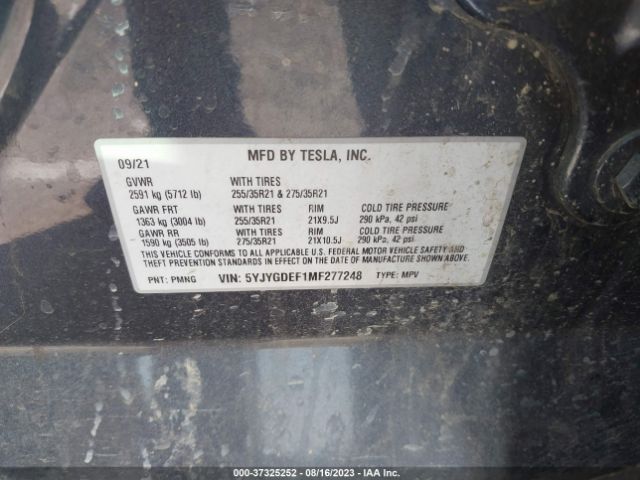 09/21 MFD BY TESLA, INC.
GVWR WITH TIRES
2591 kg (5712 lb) 255/35R21 & 275/35R21
GAWR FRT WITH TIRES RIM COLD TIRE PRESSURE
1363 kg (3004 lb) 255/35R21 21X9.5J 290 kPa, 42 psi
GAWR RR WITH TIRES RIM COLD TIRE PRESSURE
1590 kg (3505 lb) 275/35R21 21X10.5J 290 kPa, 42 psi
THIS VEHICLE CONFORMS TO ALL APPLICABLE U.S. FEDERAL MOTOR VEHICLE SAFETY AND
THEFT PREVENTION STANDARDS IN EFFECT ON THE DATE OF MANUFACTURE SHOWN ABOVE.
PNT: PMNG VIN: 5YJYGDEF1MF277248 TYPE: MPV
000-37325252 - 08/16/2023 - IAA Inc.